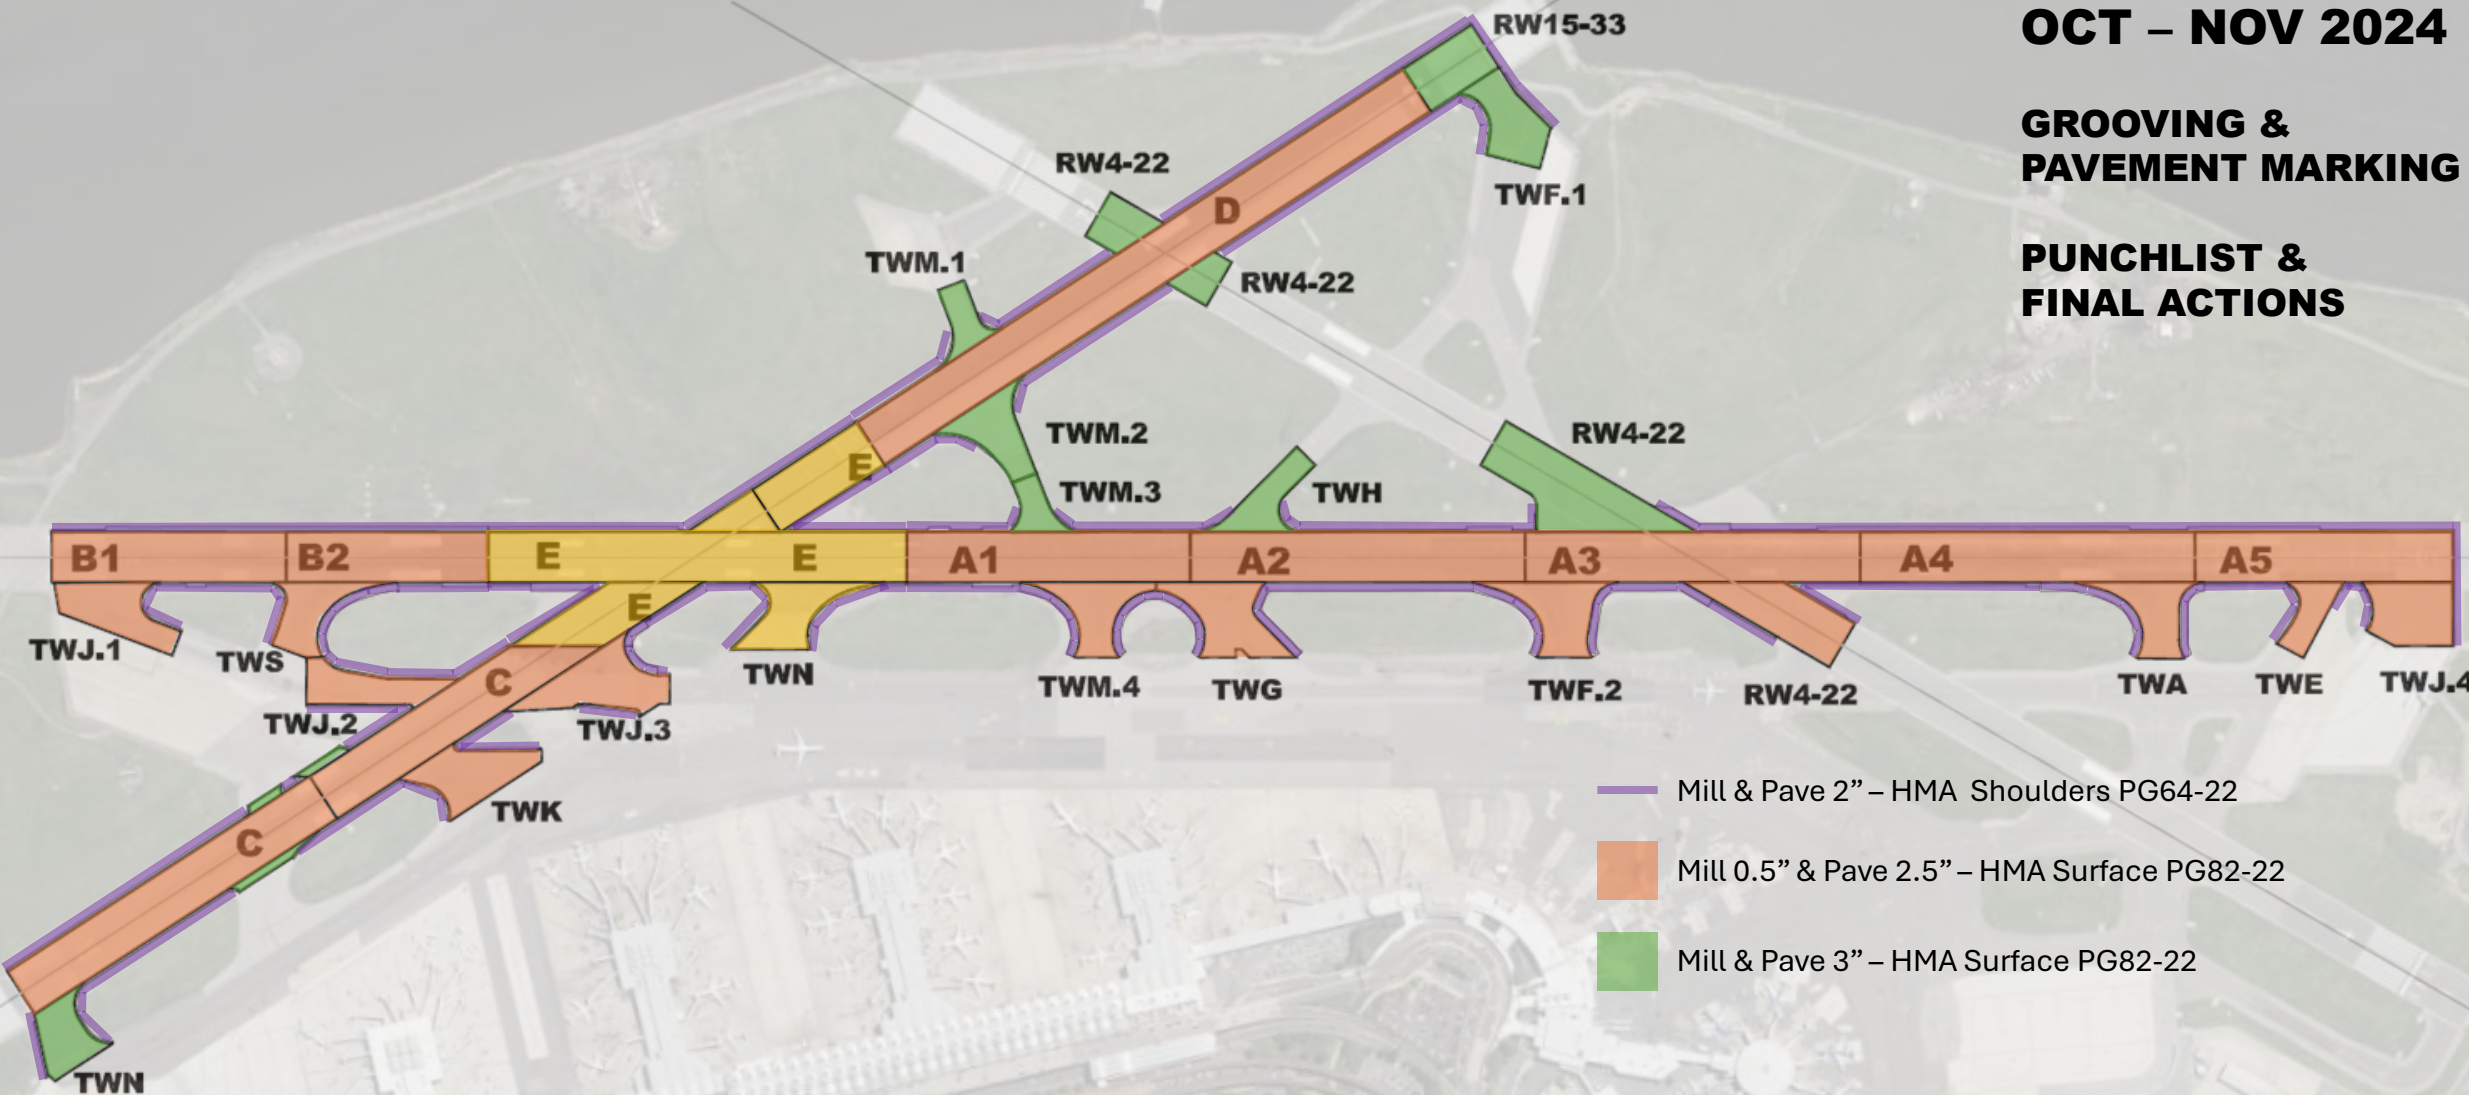 OCT – NOV 2024
GROOVING &
PAVEMENT MARKING
PUNCHLIST &
FINAL ACTIONS
RW15-33
TWF.1
RW4-22
D
RW4-22
TWM.1
TWM.2
RW4-22
E
TWM.3
TWH
B1
B2
E
E
A1
A2
A3
A4
A5
E
TWJ.1
TWS
C
TWN
TWM.4
TWG
TWF.2
RW4-22
TWA
TWE
TWJ.4
TWJ.2
TWJ.3
TWK
C
TWN
Mill & Pave 2” – HMA Shoulders PG64-22
Mill 0.5” & Pave 2.5” – HMA Surface PG82-22
Mill & Pave 3” – HMA Surface PG82-22